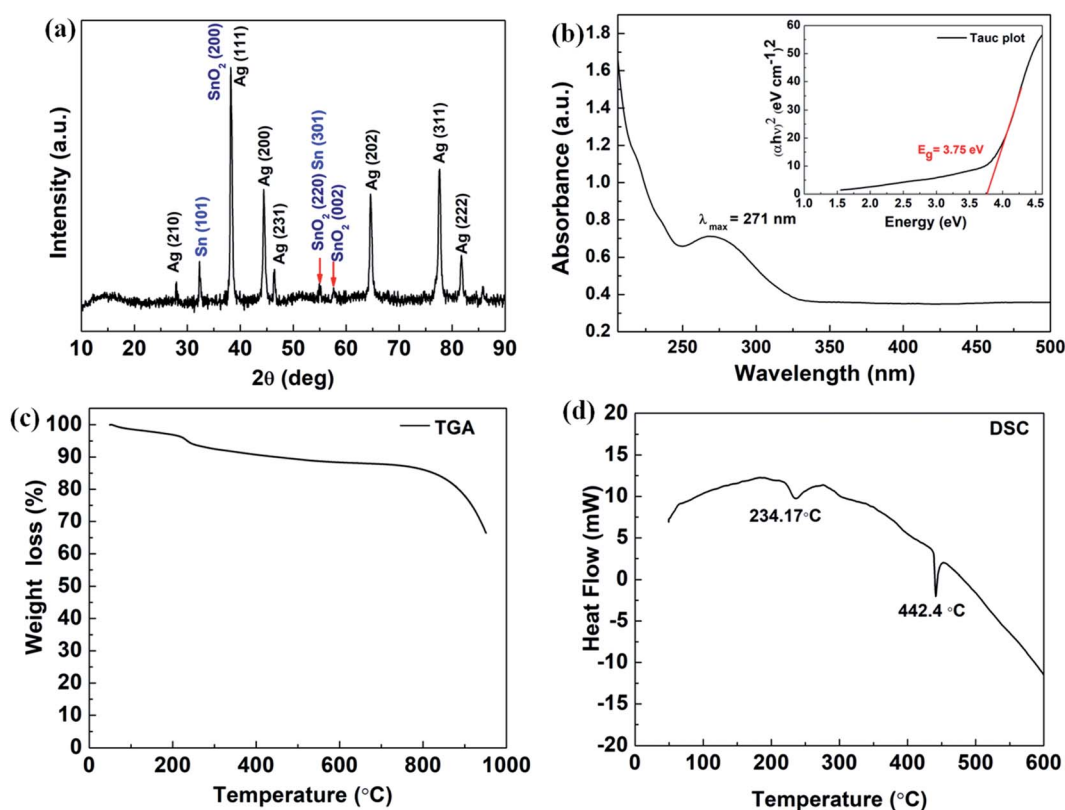 (a)
SnO₂ (200)
Ag (111)
Ag (210)
Sn (101)
Ag (200)
Ag (231)
SnO₂ (220) Sn (301)
SnO₂ (002)
Ag (202)
Ag (311)
Ag (222)
Intensity (a.u.)
10 20 30 40 50 60 70 80 90
2θ (deg)
(b)
1.8
1.6
1.4
1.2
1.0
0.8
0.6
0.4
0.2
Absorbance (a.u.)
λmax = 271 nm
250 300 350 400 450 500
Wavelength (nm)
Tauc plot
60
50
40
30
20
10
0
(αhν)² (eV cm⁻¹)²
Eg= 3.75 eV
1.0 1.5 2.0 2.5 3.0 3.5 4.0 4.5
Energy (eV)
(c)
TGA
100
90
80
70
60
50
40
30
20
10
0
Weight loss (%)
0 200 400 600 800 1000
Temperature (°C)
(d)
DSC
20
15
10
5
0
-5
-10
-15
-20
Heat Flow (mW)
234.17°C
442.4 °C
0 100 200 300 400 500 600
Temperature (°C)